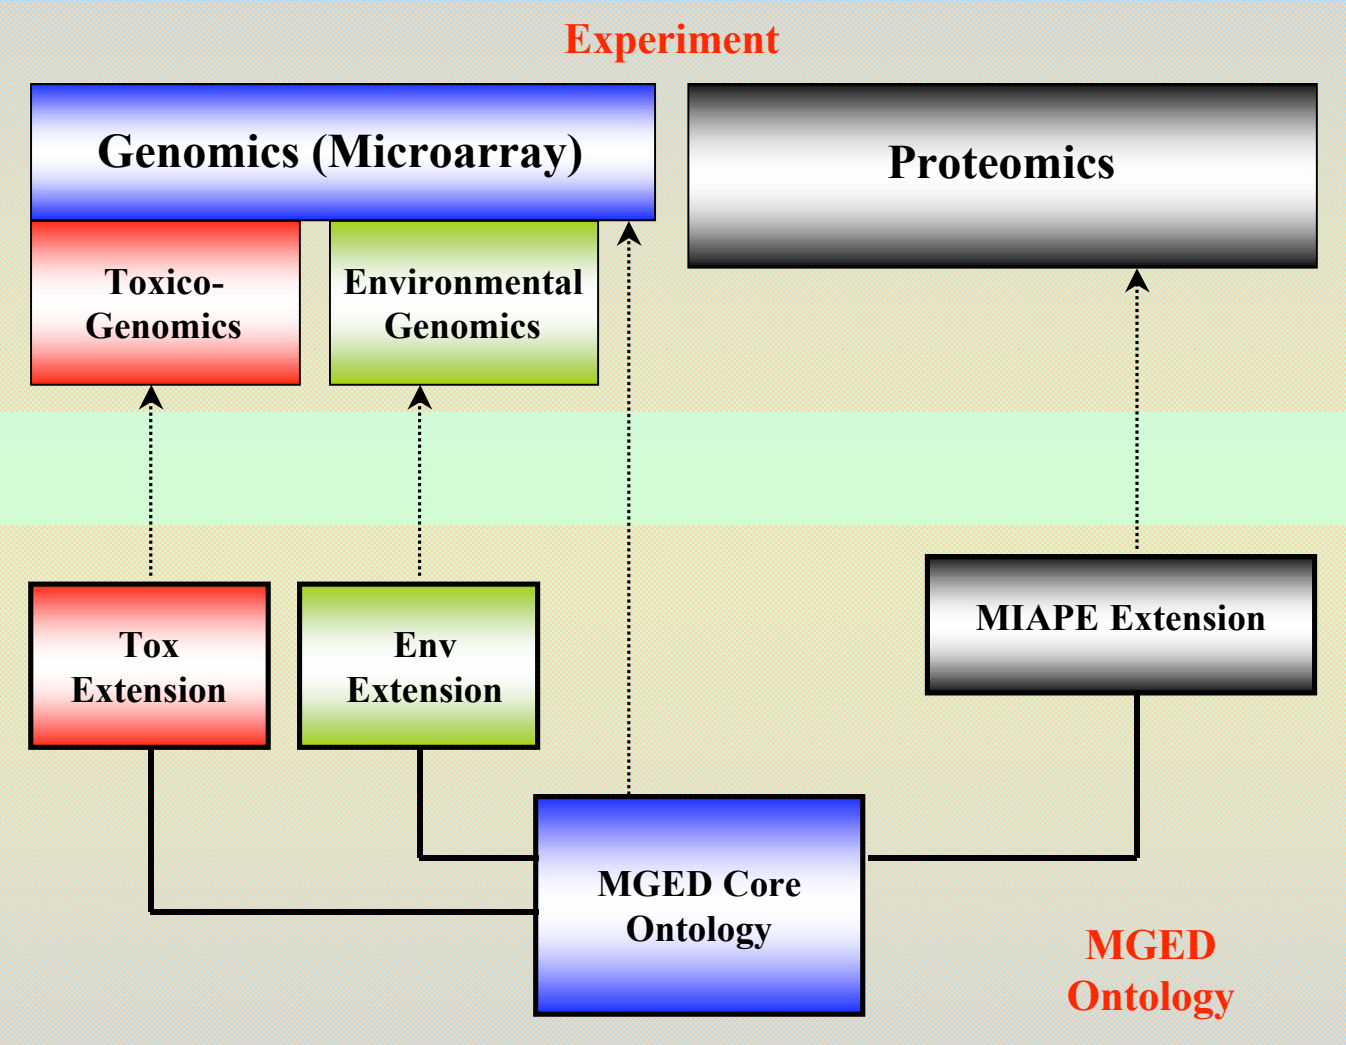 Experiment
Genomics (Microarray)
Proteomics
Toxico-
Genomics
Environmental
Genomics
Tox
Extension
Env
Extension
MIAPE Extension
MGED Core
Ontology
MGED
Ontology